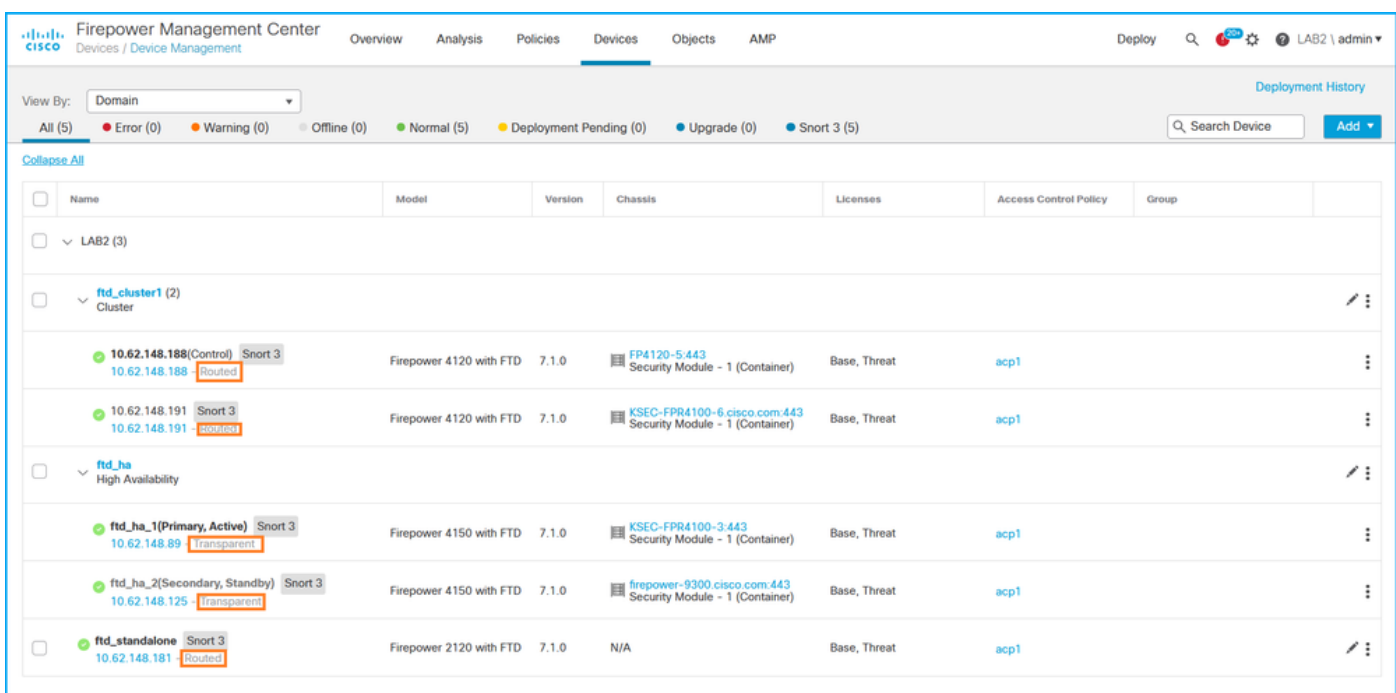 cisco
Firepower Management Center
Devices / Device Management
Overview Analysis Policies Devices Objects AMP
Deploy 20+ LAB2 \ admin
Deployment History
View By: Domain
All (5) Error (0) Warning (0) Offline (0) Normal (5) Deployment Pending (0) Upgrade (0) Snort 3 (5)
Search Device Add
Collapse All
Name Model Version Chassis Licenses Access Control Policy Group
LAB2 (3)
ftd_cluster1 (2)
Cluster
10.62.148.188(Control) Snort 3
10.62.148.188 - Routed
Firepower 4120 with FTD 7.1.0
FP4120-5:443
Security Module - 1 (Container)
Base, Threat acp1
10.62.148.191 Snort 3
10.62.148.191 - Routed
Firepower 4120 with FTD 7.1.0
KSEC-FPR4100-6.cisco.com:443
Security Module - 1 (Container)
Base, Threat acp1
ftd_ha
High Availability
ftd_ha_1(Primary, Active) Snort 3
10.62.148.89 - Transparent
Firepower 4150 with FTD 7.1.0
KSEC-FPR4100-3:443
Security Module - 1 (Container)
Base, Threat acp1
ftd_ha_2(Secondary, Standby) Snort 3
10.62.148.125 - Transparent
Firepower 4150 with FTD 7.1.0
firepower-9300.cisco.com:443
Security Module - 1 (Container)
Base, Threat acp1
ftd_standalone Snort 3
10.62.148.181 - Routed
Firepower 2120 with FTD 7.1.0 N/A Base, Threat acp1